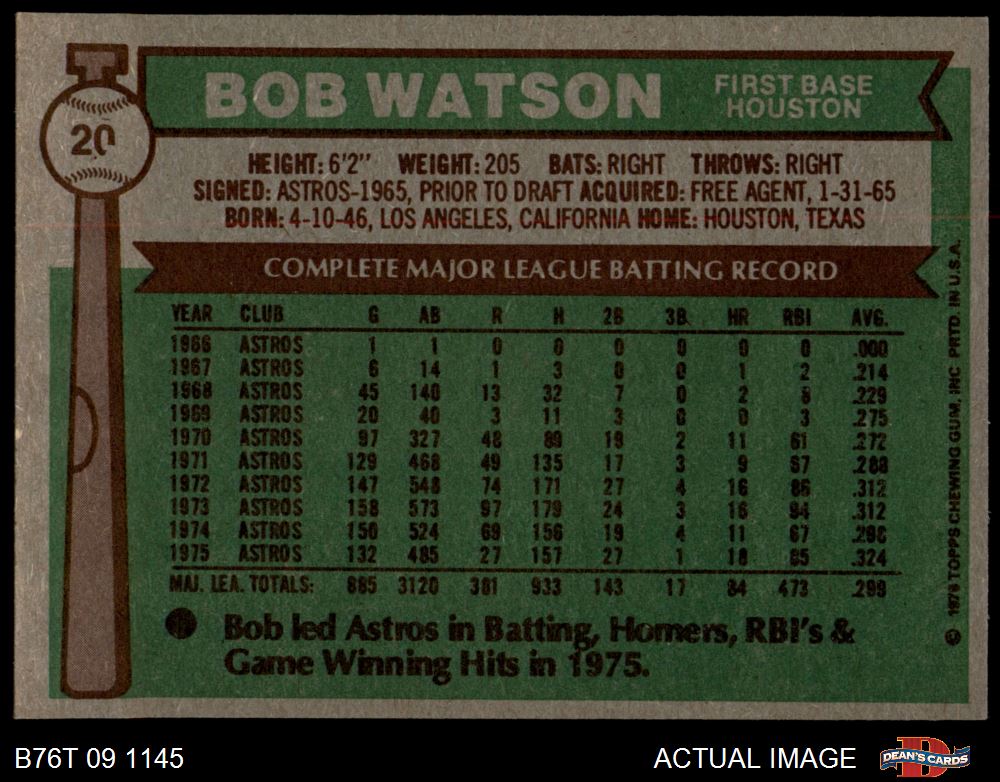 BOB WATSON
FIRST BASE
HOUSTON
20
HEIGHT: 6'2" WEIGHT: 205 BATS: RIGHT THROWS: RIGHT
SIGNED: ASTROS-1965, PRIOR TO DRAFT ACQUIRED: FREE AGENT, 1-31-65
BORN: 4-10-46, LOS ANGELES, CALIFORNIA HOME: HOUSTON, TEXAS
COMPLETE MAJOR LEAGUE BATTING RECORD
YEAR CLUB G AB R H 2B 3B HR RBI AVG.
1966 ASTROS 1 1 0 0 0 0 0 0 .000
1967 ASTROS 6 14 1 3 0 0 1 2 .214
1968 ASTROS 45 140 13 32 7 0 2 8 .229
1969 ASTROS 20 40 3 11 3 0 0 3 .275
1970 ASTROS 97 327 48 89 19 2 11 61 .272
1971 ASTROS 129 468 49 135 17 3 9 67 .288
1972 ASTROS 147 548 74 171 27 4 16 86 .312
1973 ASTROS 158 573 97 179 24 3 16 94 .312
1974 ASTROS 150 524 69 156 19 4 11 67 .298
1975 ASTROS 132 485 27 157 27 1 18 85 .324
MAJ. LEA. TOTALS: 885 3120 381 933 143 17 84 473 .299
Bob led Astros in Batting, Homers, RBI's &
Game Winning Hits in 1975.
© 1976 TOPPS CHEWING GUM, INC PRTD. IN U.S.A.
B76T 09 1145
ACTUAL IMAGE
DEAN'S CARDS